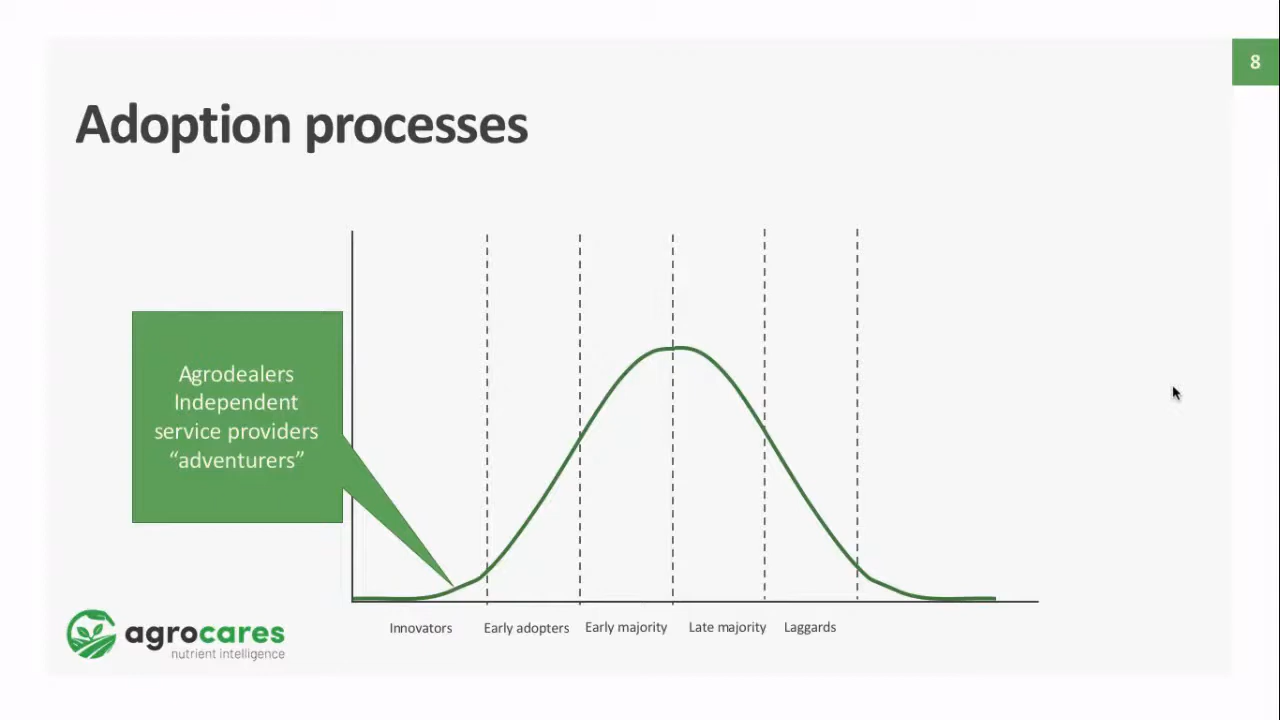 8
Adoption processes
Agrodealers
Independent
service providers
“adventurers”
Innovators
Early adopters
Early majority
Late majority
Laggards
agrocares
nutrient intelligence